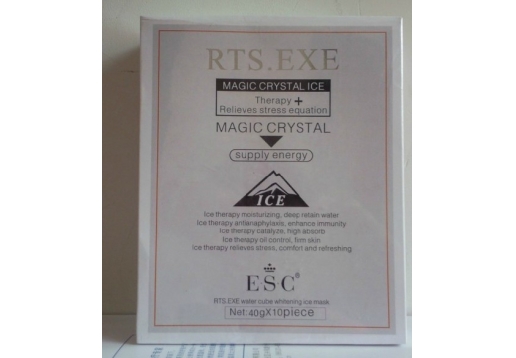 RTS.EXE
MAGIC CRYSTAL ICE
Therapy +
Relieves stress equation
MAGIC CRYSTAL
supply energy
ICE
Ice therapy moisturizing, deep retain water
Ice therapy antianaphylaxis, enhance immunity
Ice therapy catalyze, high absorb
Ice therapy oil control, firm skin
Ice therapy relieves stress, comfort and refreshing
ESC®
RTS.EXE water cube whitening ice mask
Net:40gX10piece